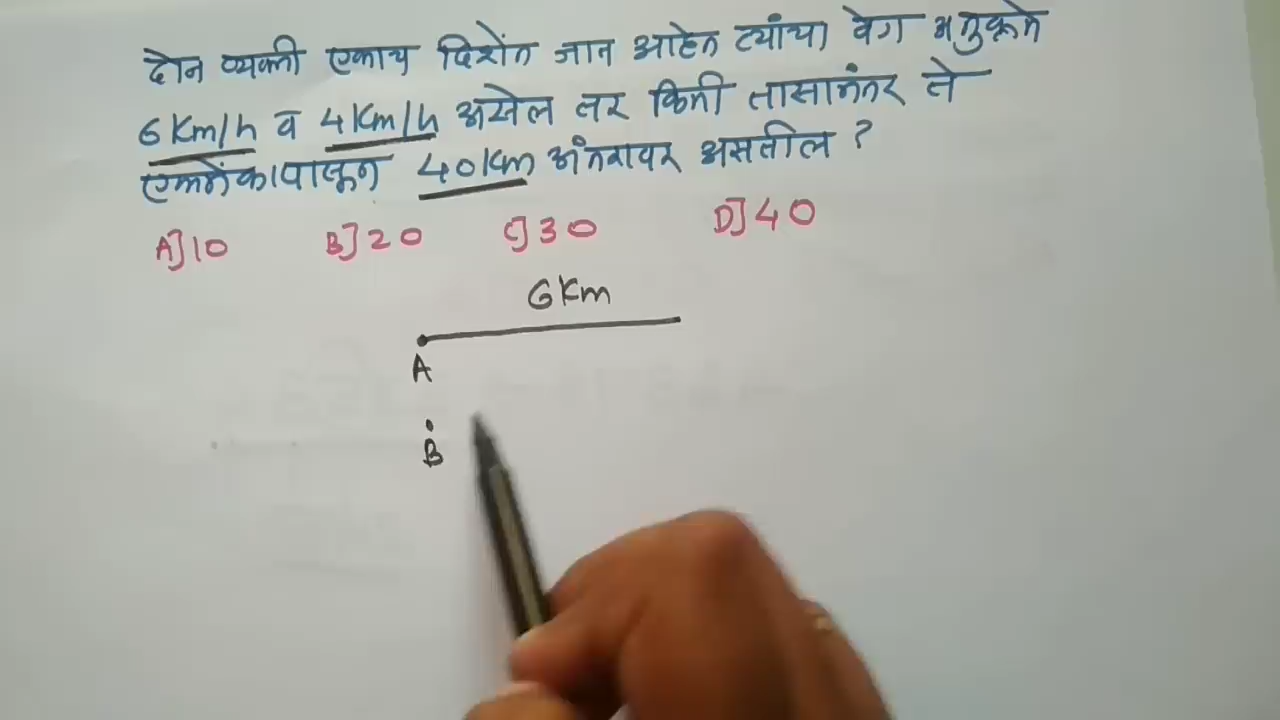 दोन व्यक्ती एकाच दिशेने जात आहेत त्यांचा वेग अनुक्रमे
6 Km/h व 4 Km/h असेल तर किती तासानंतर ते
एकमेंकापासून 40 Km अंतरावर असतील ?
A] 10 B] 20 C] 30 D] 40
6 Km
A
B